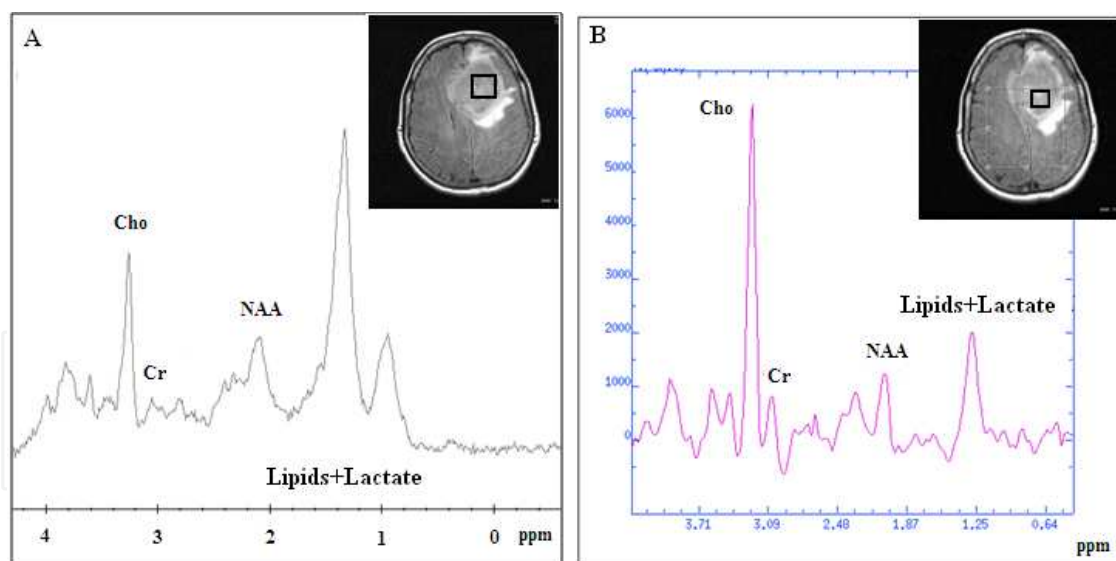 A
Cho
Cr
NAA
Lipids+Lactate
4 3 2 1 0 ppm
B
6000
5000
4000
3000
2000
1000
0
Cho
Cr
NAA
Lipids+Lactate
3.71 3.09 2.48 1.87 1.25 0.64
ppm